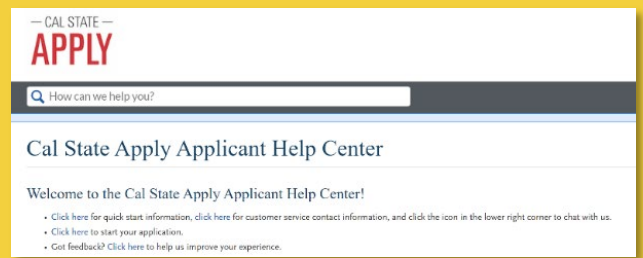 — CAL STATE —
APPLY
How can we help you?
Cal State Apply Applicant Help Center
Welcome to the Cal State Apply Applicant Help Center!
• Click here for quick start information, click here for customer service contact information, and click the icon in the lower right corner to chat with us.
• Click here to start your application.
• Got feedback? Click here to help us improve your experience.